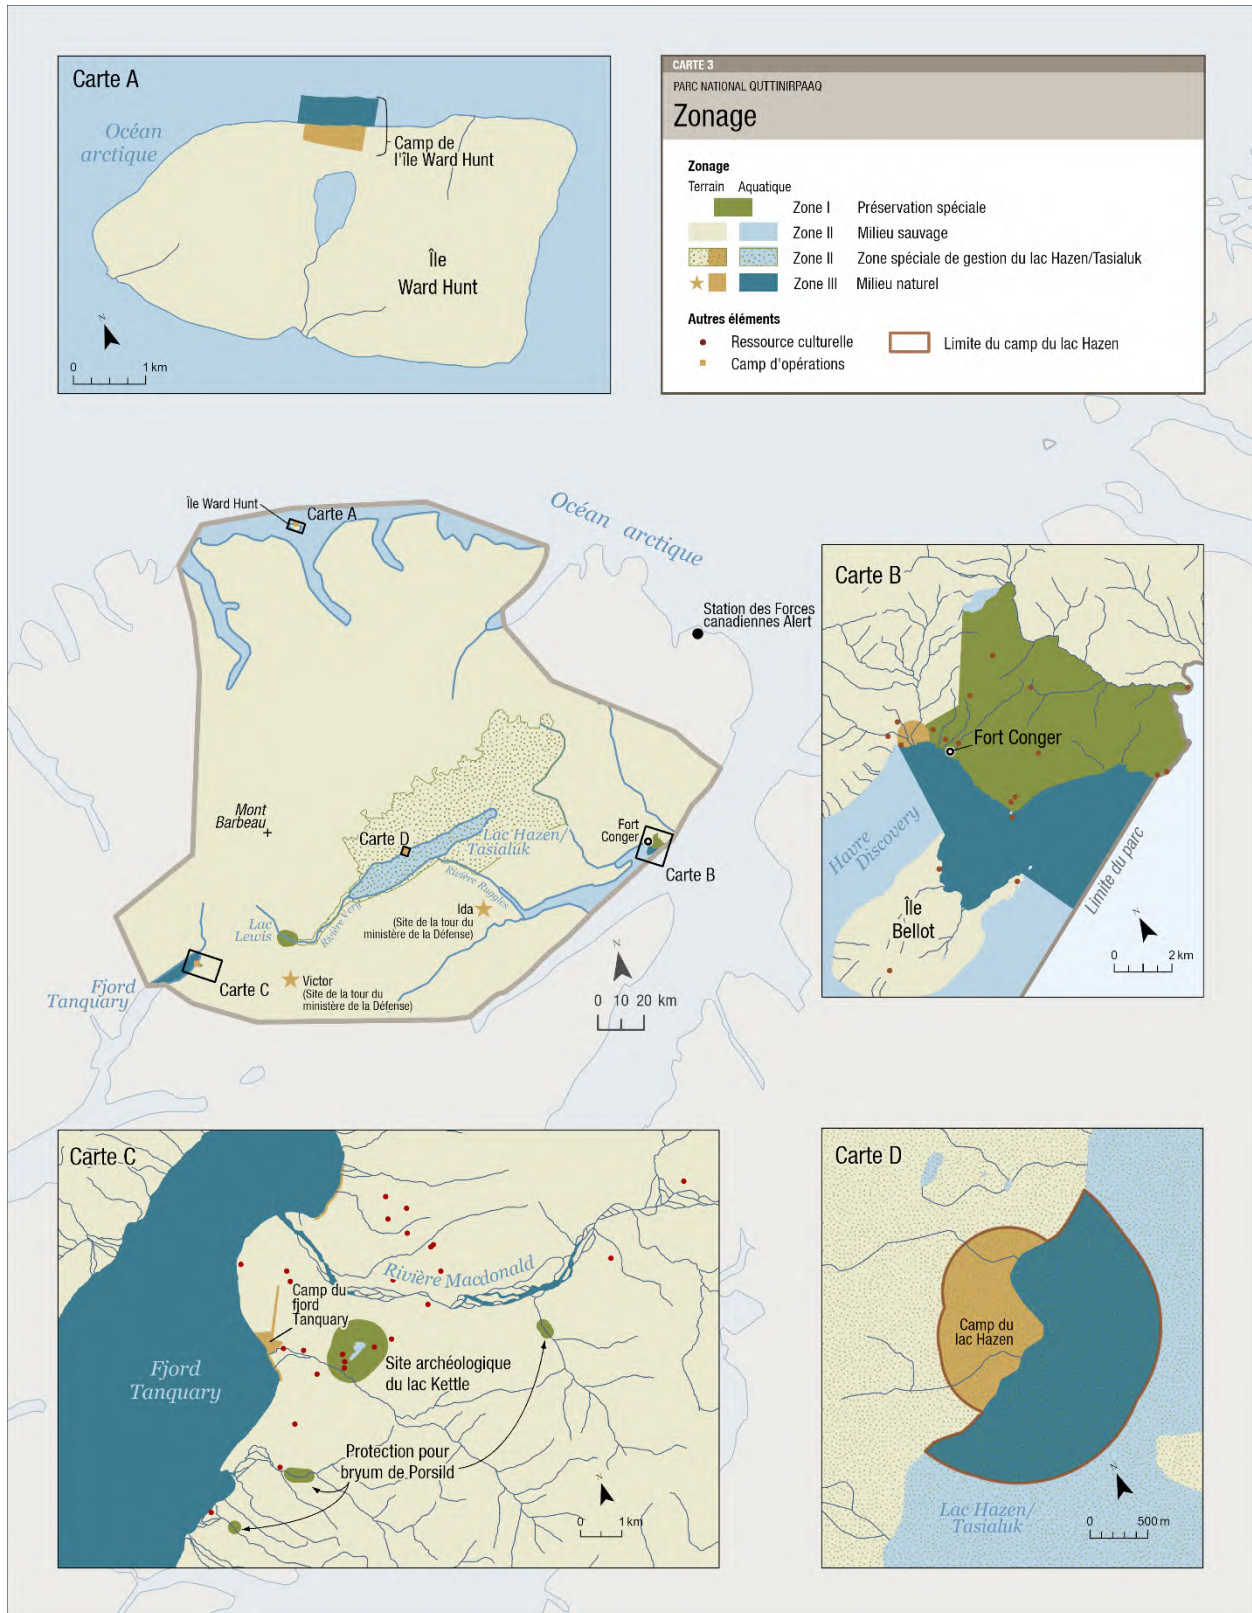 Carte A
Océan
arctique
Camp de
l'île Ward Hunt
Île
Ward Hunt
N
0 1 km
CARTE 3
PARC NATIONAL QUTTINIRPAAQ
Zonage
Zonage
Terrain Aquatique
Zone I Préservation spéciale
Zone II Milieu sauvage
Zone II Zone spéciale de gestion du lac Hazen/Tasialuk
Zone III Milieu naturel
Autres éléments
Ressource culturelle
Limite du camp du lac Hazen
Camp d'opérations
Île Ward Hunt
Carte A
Océan arctique
Station des Forces
canadiennes Alert
Mont
Barbeau
Carte D
Lac Hazen/
Tasialuk
Fort
Conger
Carte B
Rivière Ruggles
Rivière Very
Ida
(Site de la tour du
ministère de la Défense)
Lac
Lewis
Carte C
Victor
(Site de la tour du
ministère de la Défense)
Fjord
Tanquary
N
0 10 20 km
Carte B
Fort Conger
Havre
Discovery
Île
Bellot
Limite du parc
N
0 2 km
Carte C
Rivière Macdonald
Camp du
fjord
Tanquary
Site archéologique
du lac Kettle
Fjord
Tanquary
Protection pour
bryum de Porsild
N
0 1 km
Carte D
Camp du
lac Hazen
Lac Hazen/
Tasialuk
N
0 500 m